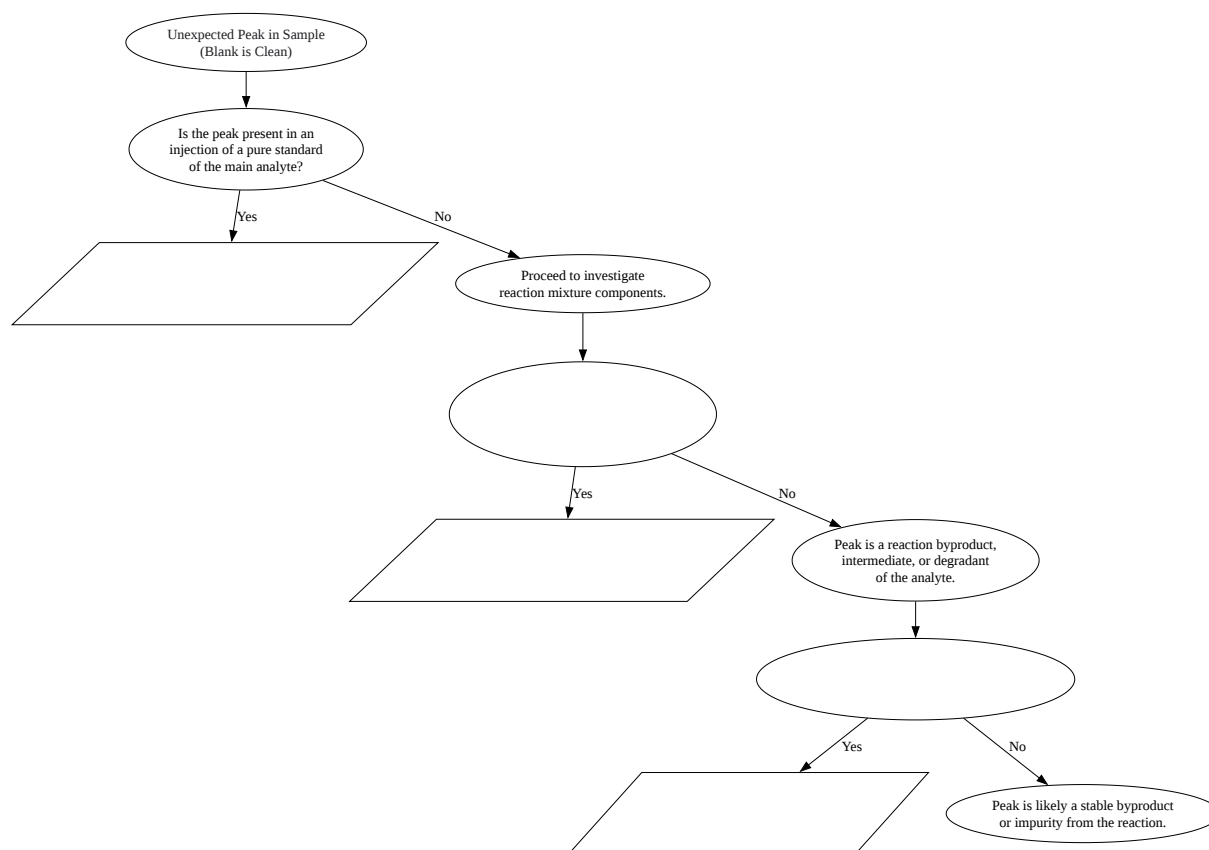 Unexpected Peak in Sample
(Blank is Clean)
Is the peak present in an
injection of a pure standard
of the main analyte?
Yes
No
Proceed to investigate
reaction mixture components.
Yes
No
Peak is a reaction byproduct,
intermediate, or degradant
of the analyte.
Yes
No
Peak is likely a stable byproduct
or impurity from the reaction.